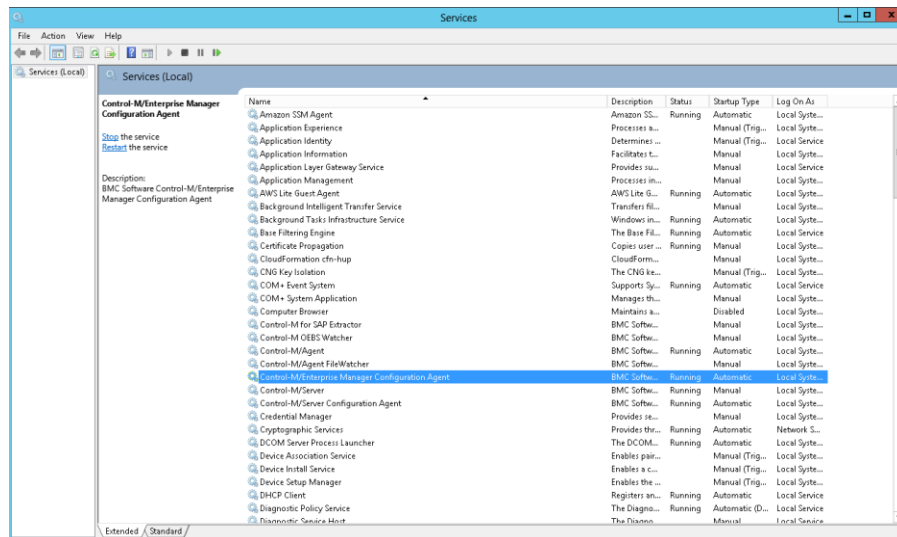 Services
File Action View Help
Services (Local)
Services (Local)
Control-M/Enterprise Manager
Configuration Agent
Stop the service
Restart the service
Description:
BMC Software Control-M/Enterprise
Manager Configuration Agent
Name Description Status Startup Type Log On As
Amazon SSM Agent Amazon SS... Running Automatic Local Syste...
Application Experience Processes a... Manual (Trig... Local Syste...
Application Identity Determines ... Manual (Trig... Local Service
Application Information Facilitates t... Manual Local Syste...
Application Layer Gateway Service Provides su... Manual Local Service
Application Management Processes in... Manual Local Syste...
AWS Lite Guest Agent AWS Lite G... Running Automatic Local Syste...
Background Intelligent Transfer Service Transfers fil... Manual Local Syste...
Background Tasks Infrastructure Service Windows in... Running Automatic Local Syste...
Base Filtering Engine The Base Fil... Running Automatic Local Service
Certificate Propagation Copies user ... Running Manual Local Syste...
CloudFormation cfn-hup CloudForm... Manual Local Syste...
CNG Key Isolation The CNG ke... Manual (Trig... Local Syste...
COM+ Event System Supports Sy... Running Automatic Local Service
COM+ System Application Manages th... Manual Local Syste...
Computer Browser Maintains a... Disabled Local Syste...
Control-M for SAP Extractor BMC Softw... Manual Local Syste...
Control-M OEBS Watcher BMC Softw... Manual Local Syste...
Control-M/Agent BMC Softw... Running Automatic Local Syste...
Control-M/Agent FileWatcher BMC Softw... Manual Local Syste...
Control-M/Enterprise Manager Configuration Agent BMC Softw... Running Automatic Local Syste...
Control-M/Server BMC Softw... Running Manual Local Syste...
Control-M/Server Configuration Agent BMC Softw... Running Automatic Local Syste...
Credential Manager Provides se... Manual Local Syste...
Cryptographic Services Provides thr... Running Automatic Network S...
DCOM Server Process Launcher The DCOM... Running Automatic Local Syste...
Device Association Service Enables pair... Manual (Trig... Local Syste...
Device Install Service Enables a c... Manual (Trig... Local Syste...
Device Setup Manager Enables the ... Manual (Trig... Local Syste...
DHCP Client Registers an... Running Automatic Local Service
Diagnostic Policy Service The Diagno... Running Automatic (D... Local Service
Diagnostic Service Host The Diagno... Manual Local Service
Extended Standard